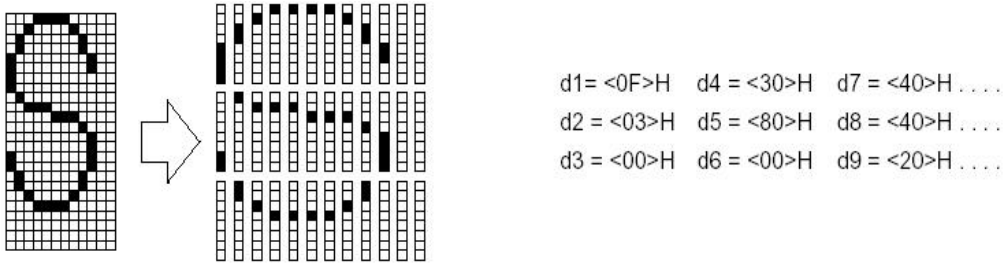 d1= <0F>H d4 = <30>H d7 = <40>H . . . .
d2 = <03>H d5 = <80>H d8 = <40>H . . . .
d3 = <00>H d6 = <00>H d9 = <20>H . . . .